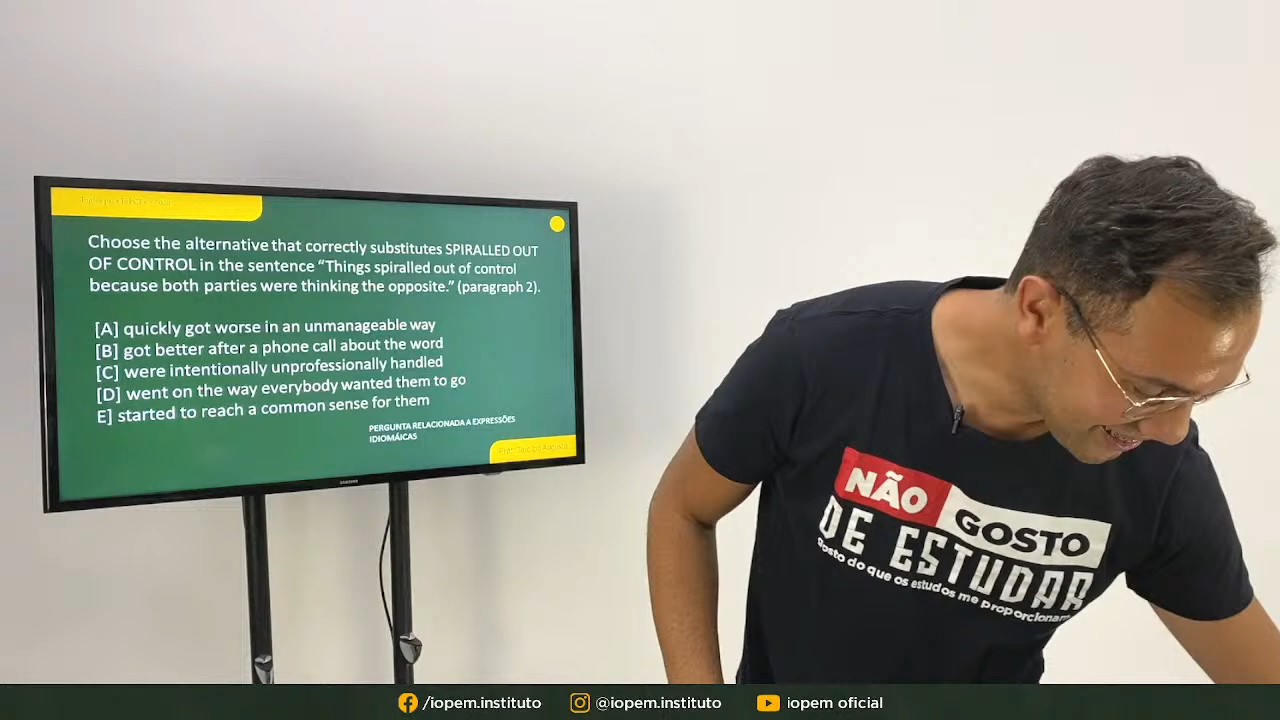 Choose the alternative that correctly substitutes SPIRALLED OUT
OF CONTROL in the sentence “Things spiralled out of control
because both parties were thinking the opposite.” (paragraph 2).
[A] quickly got worse in an unmanageable way
[B] got better after a phone call about the word
[C] were intentionally unprofessionally handled
[D] went on the way everybody wanted them to go
E] started to reach a common sense for them
PERGUNTA RELACIONADA A EXPRESSÕES
IDIOMÁICAS
SAMSUNG
NÃO
GOSTO
DE ESTUDAR
gosto do que os estudos me proporcionam
/iopem.instituto
@iopem.instituto
iopem oficial